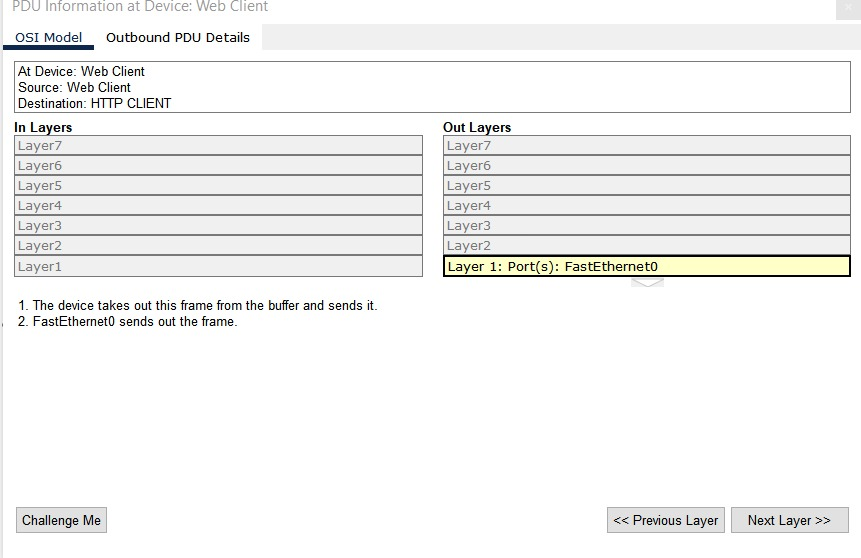 PDU Information at Device: Web Client
OSI Model Outbound PDU Details
At Device: Web Client
Source: Web Client
Destination: HTTP CLIENT
In Layers Out Layers
Layer7 Layer7
Layer6 Layer6
Layer5 Layer5
Layer4 Layer4
Layer3 Layer3
Layer2 Layer2
Layer1 Layer 1: Port(s): FastEthernet0
1. The device takes out this frame from the buffer and sends it.
2. FastEthernet0 sends out the frame.
Challenge Me << Previous Layer Next Layer >>